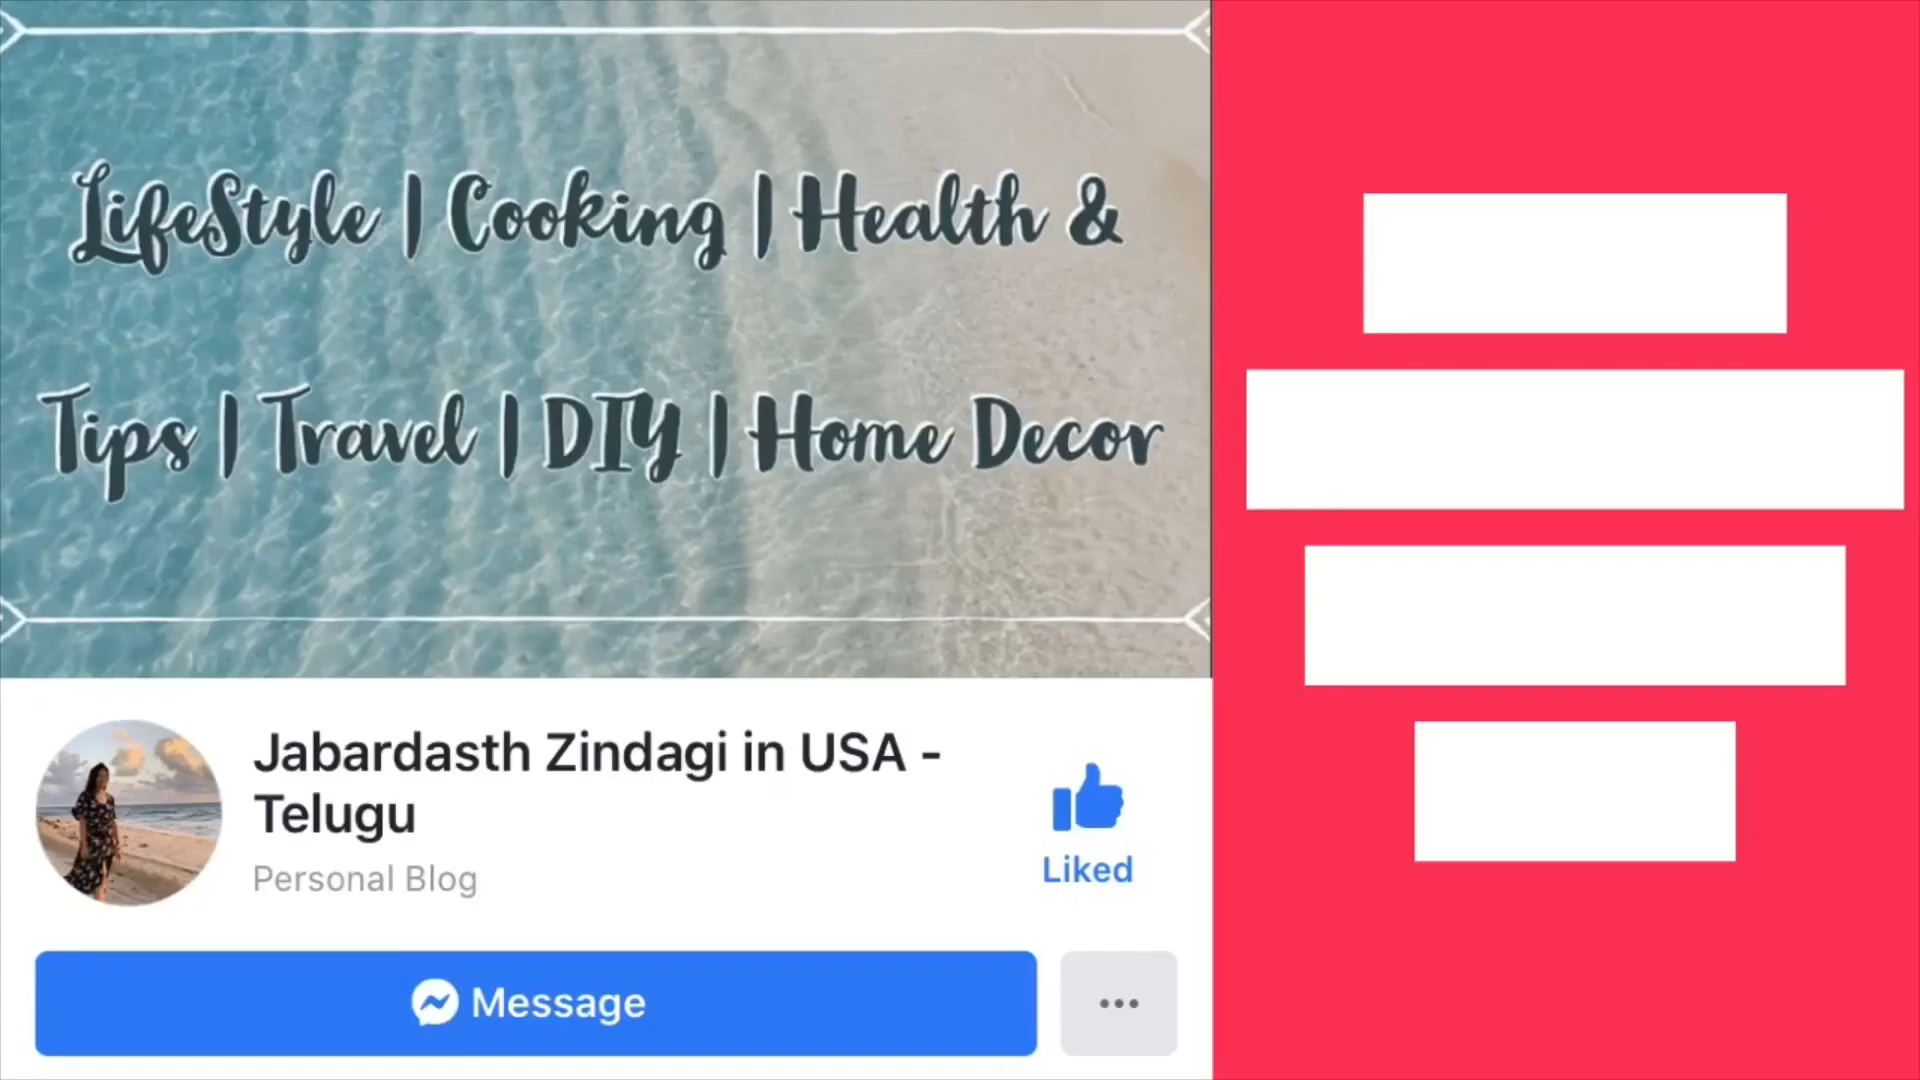 LifeStyle | Cooking | Health &
Tips | Travel | DIY | Home Decor
Jabardasth Zindagi in USA -
Telugu
Personal Blog
Liked
Message